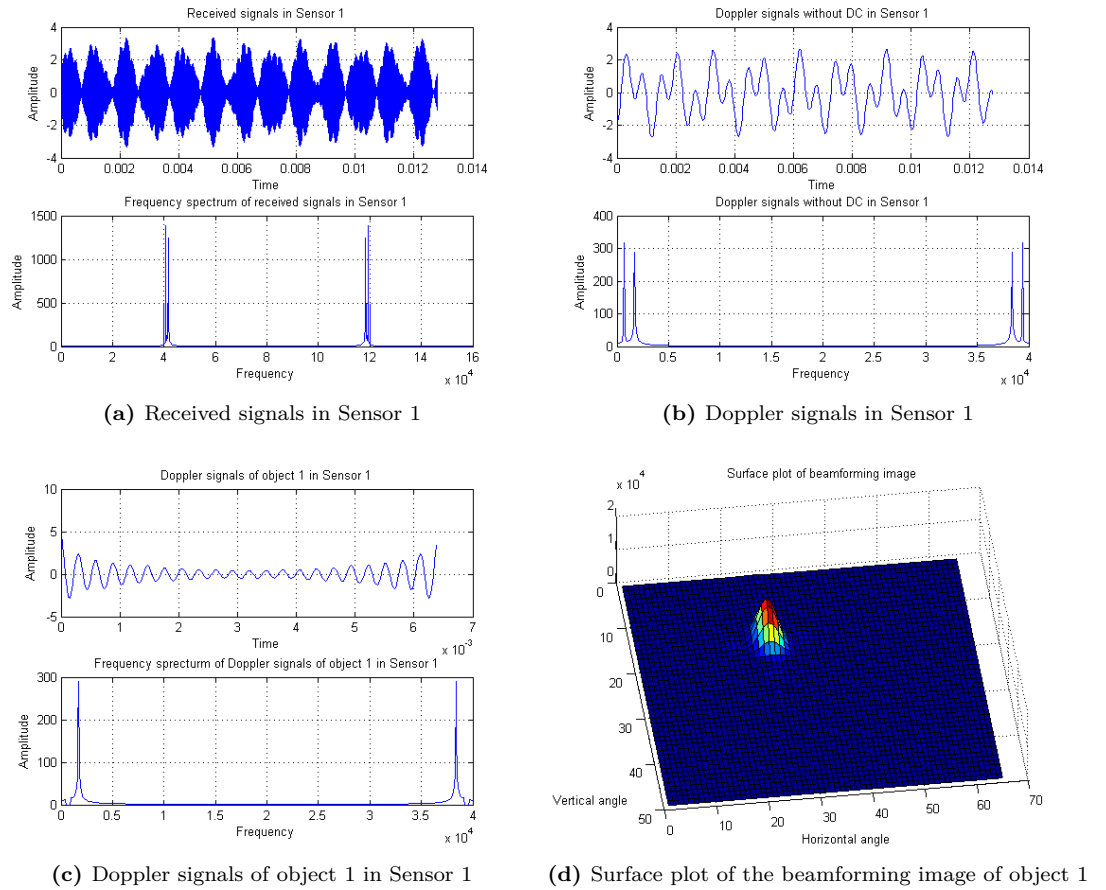 Received signals in Sensor 1
4
2
0
-2
-4
Amplitude
0 0.002 0.004 0.006 0.008 0.01 0.012 0.014
Time
Frequency spectrum of received signals in Sensor 1
1500
1000
500
0
Amplitude
0 2 4 6 8 10 12 14 16
Frequency
x 10^4
(a) Received signals in Sensor 1
Doppler signals without DC in Sensor 1
4
2
0
-2
-4
Amplitude
0 0.002 0.004 0.006 0.008 0.01 0.012 0.014
Time
Doppler signals without DC in Sensor 1
400
300
200
100
0
Amplitude
0 0.5 1 1.5 2 2.5 3 3.5 4
Frequency
x 10^4
(b) Doppler signals in Sensor 1
Doppler signals of object 1 in Sensor 1
10
5
0
-5
Amplitude
0 1 2 3 4 5 6 7
Time
x 10^-3
Frequency sprecturm of Doppler signals of object 1 in Sensor 1
300
200
100
0
Amplitude
0 0.5 1 1.5 2 2.5 3 3.5 4
Frequency
x 10^4
(c) Doppler signals of object 1 in Sensor 1
Surface plot of beamforming image
x 10^4
2
1
0
0
10
20
30
40
50
Vertical angle
0 10 20 30 40 50 60 70
Horizontal angle
(d) Surface plot of the beamforming image of object 1